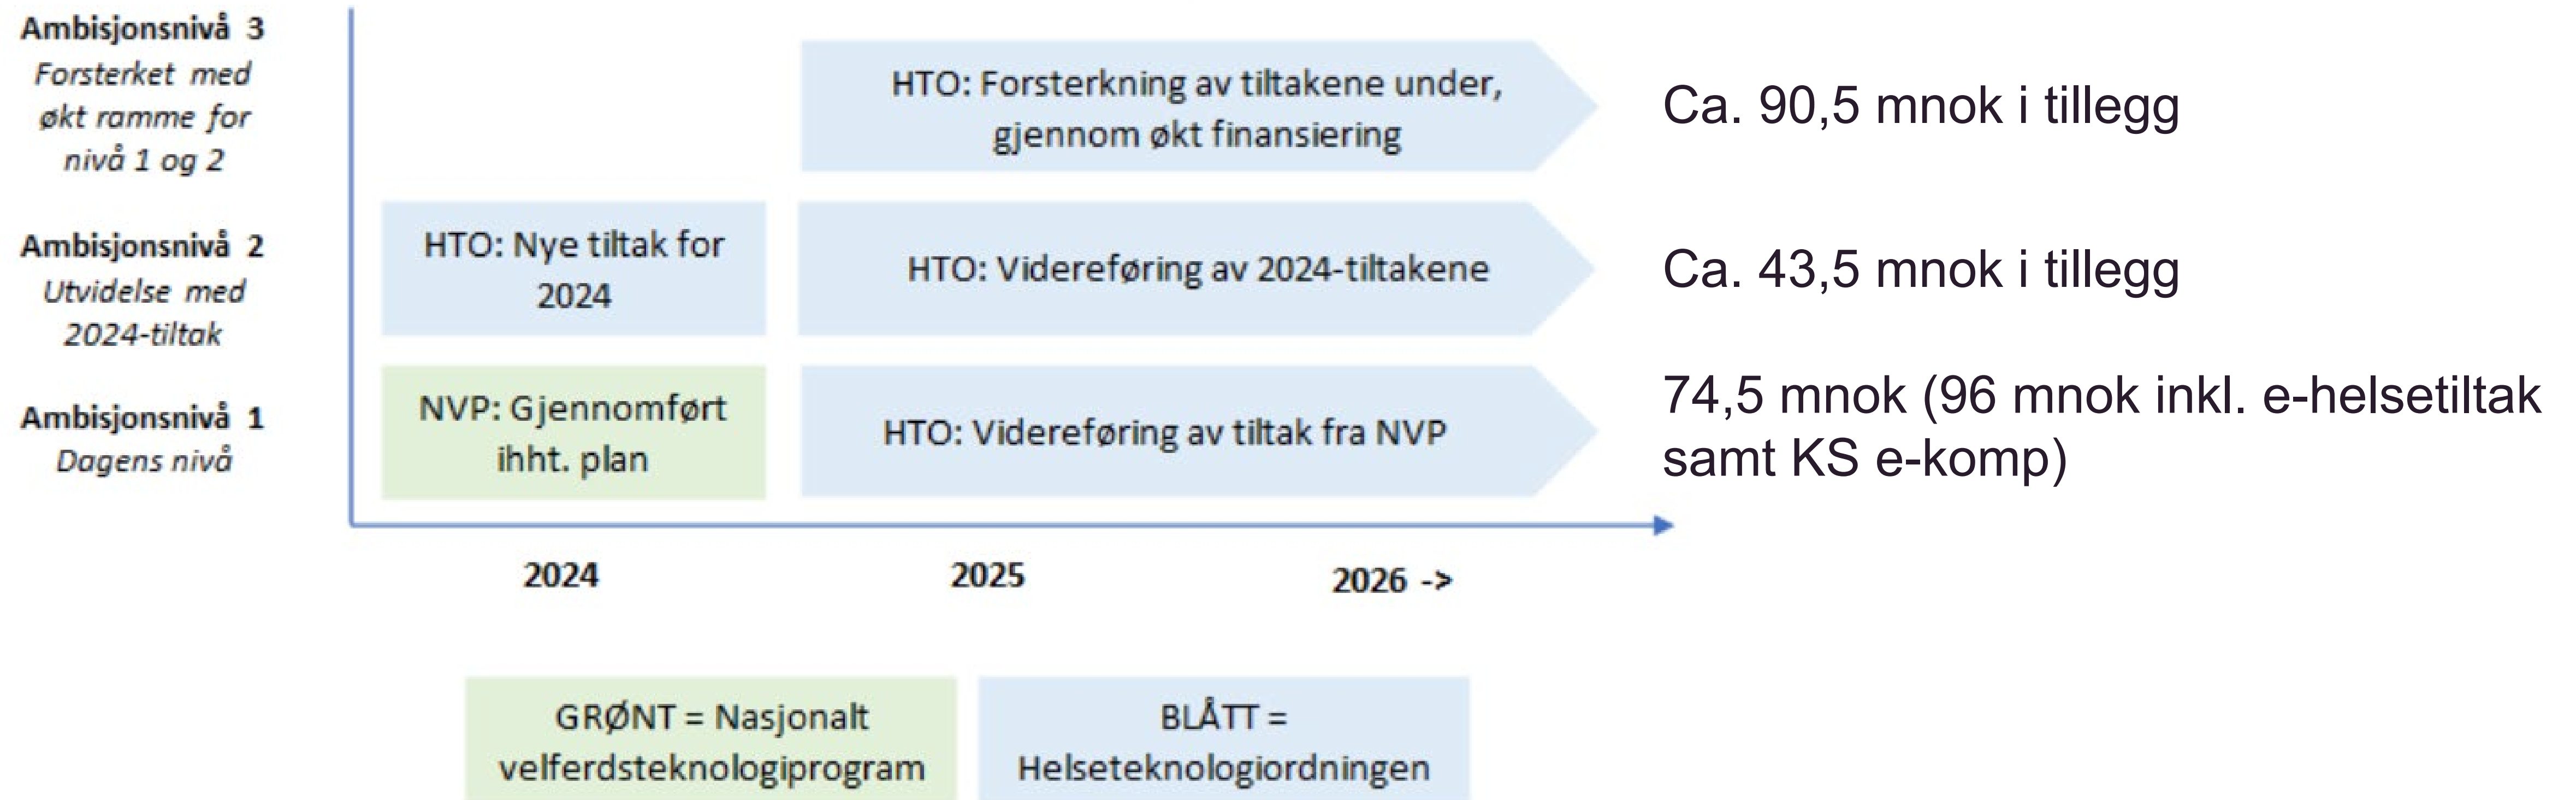 Ambisjonsnivå 3
Forsterket med
økt ramme for
nivå 1 og 2
HTO: Forsterkning av tiltakene under,
gjennom økt finansiering
Ca. 90,5 mnok i tillegg
Ambisjonsnivå 2
Utvidelse med
2024-tiltak
HTO: Nye tiltak for
2024
HTO: Videreføring av 2024-tiltakene
Ca. 43,5 mnok i tillegg
Ambisjonsnivå 1
Dagens nivå
NVP: Gjennomført
ihht. plan
HTO: Videreføring av tiltak fra NVP
74,5 mnok (96 mnok inkl. e-helsetiltak
samt KS e-komp)
2024
2025
2026 ->
GRØNT = Nasjonalt
velferdsteknologiprogram
BLÅTT =
Helseteknologiordningen